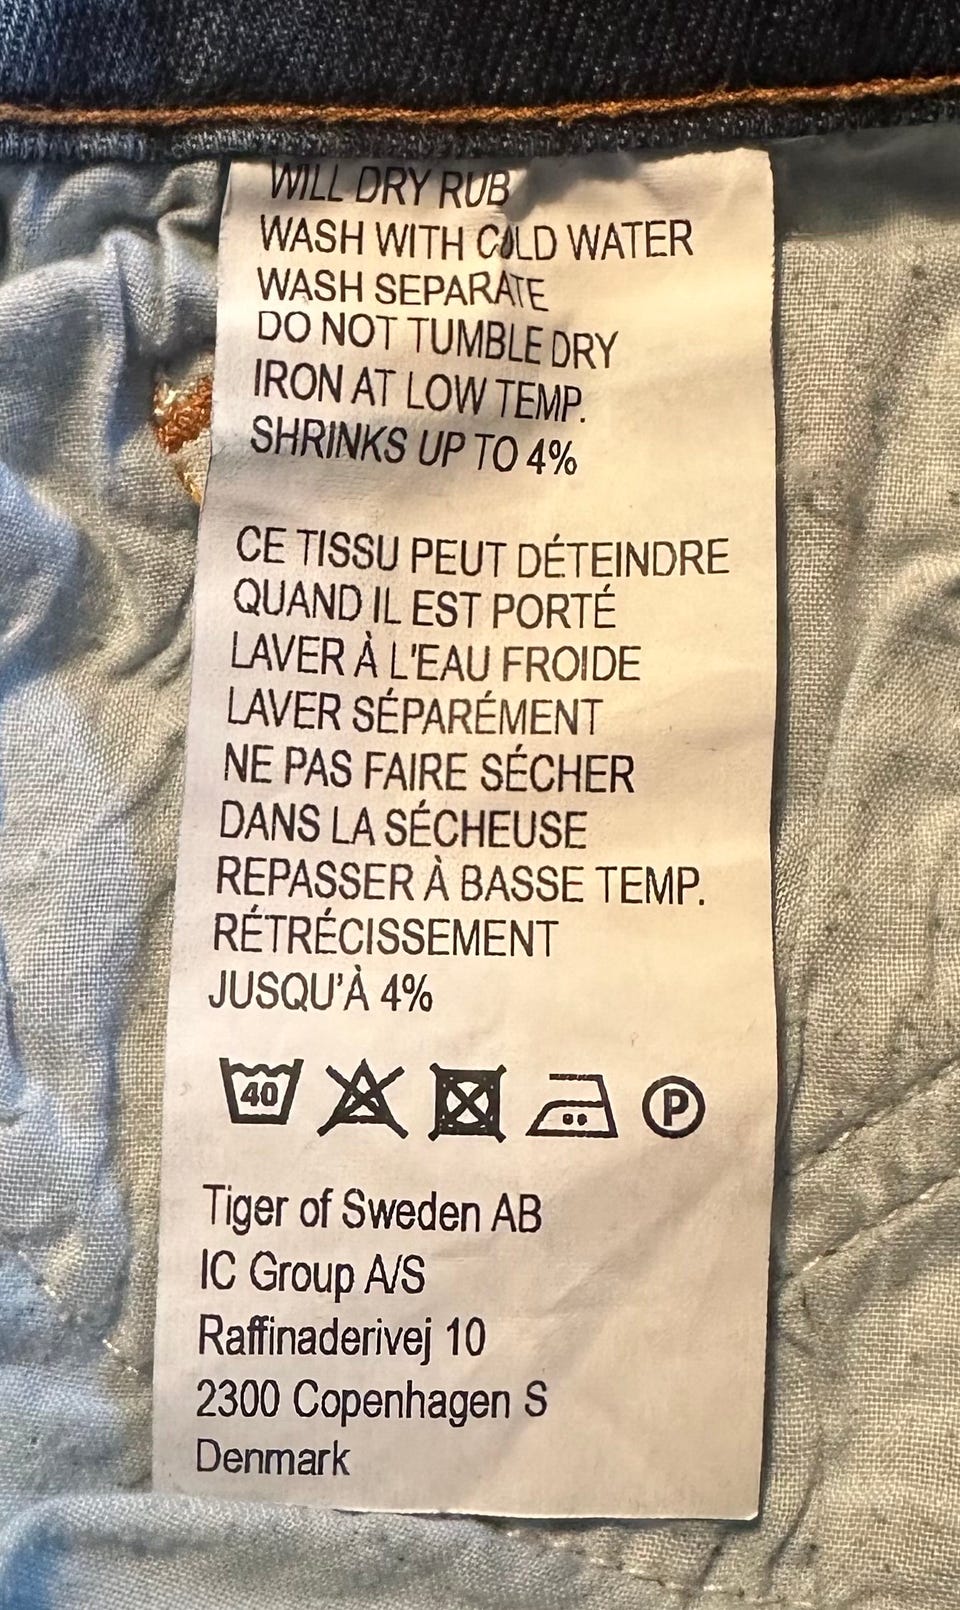 WILL DRY RUB
WASH WITH COLD WATER
WASH SEPARATE
DO NOT TUMBLE DRY
IRON AT LOW TEMP.
SHRINKS UP TO 4%
CE TISSU PEUT DÉTEINDRE
QUAND IL EST PORTÉ
LAVER À L'EAU FROIDE
LAVER SÉPARÉMENT
NE PAS FAIRE SÉCHER
DANS LA SÉCHEUSE
REPASSER À BASSE TEMP.
RÉTRÉCISSEMENT
JUSQU'À 4%
40 P
Tiger of Sweden AB
IC Group A/S
Raffinaderivej 10
2300 Copenhagen S
Denmark